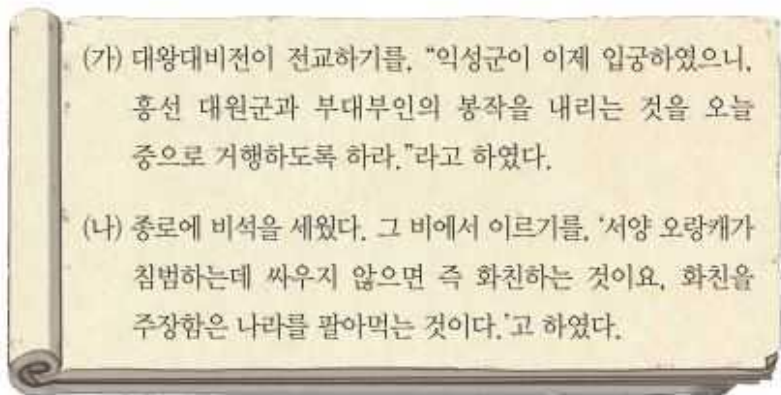 (가) 대왕대비전이 전교하기를, "익성군이 이제 입궁하였으니,
흥선 대원군과 부대부인의 봉작을 내리는 것을 오늘
중으로 거행하도록 하라."라고 하였다.
(나) 종로에 비석을 세웠다. 그 비에서 이르기를, '서양 오랑캐가
침범하는데 싸우지 않으면 즉 화친하는 것이요, 화친을
주장함은 나라를 팔아먹는 것이다.'고 하였다.